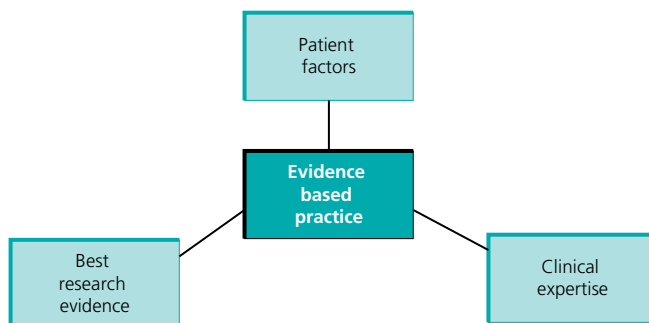 Patient
factors
Evidence
based
practice
Best
research
evidence
Clinical
expertise